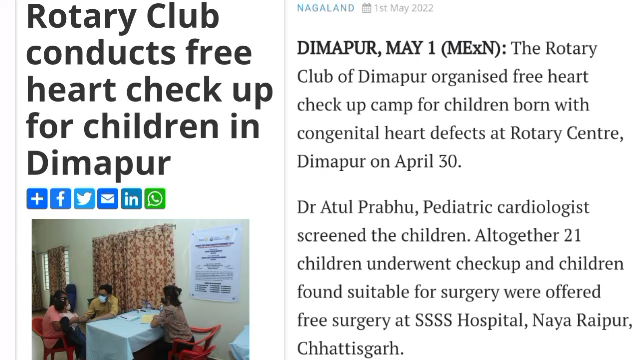 Rotary Club
conducts free
heart check up
for children in
Dimapur
NAGALAND 1st May 2022
DIMAPUR, MAY 1 (MExN): The Rotary
Club of Dimapur organised free heart
check up camp for children born with
congenital heart defects at Rotary Centre,
Dimapur on April 30.
Dr Atul Prabhu, Pediatric cardiologist
screened the children. Altogether 21
children underwent checkup and children
found suitable for surgery were offered
free surgery at SSSS Hospital, Naya Raipur,
Chhattisgarh.